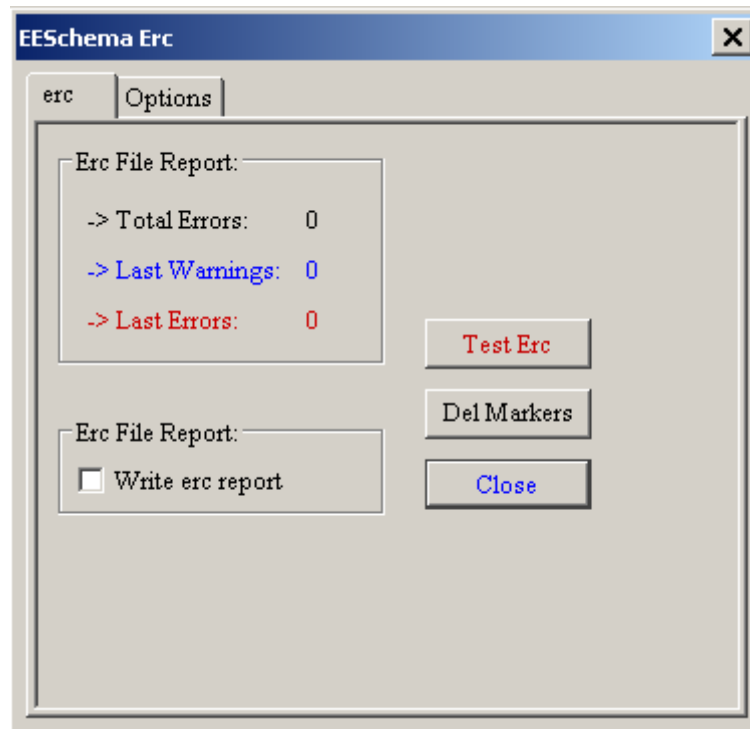 EESchema Erc
erc Options
Erc File Report:
-> Total Errors: 0
-> Last Warnings: 0
-> Last Errors: 0
Test Erc
Del Markers
Erc File Report:
Write erc report
Close